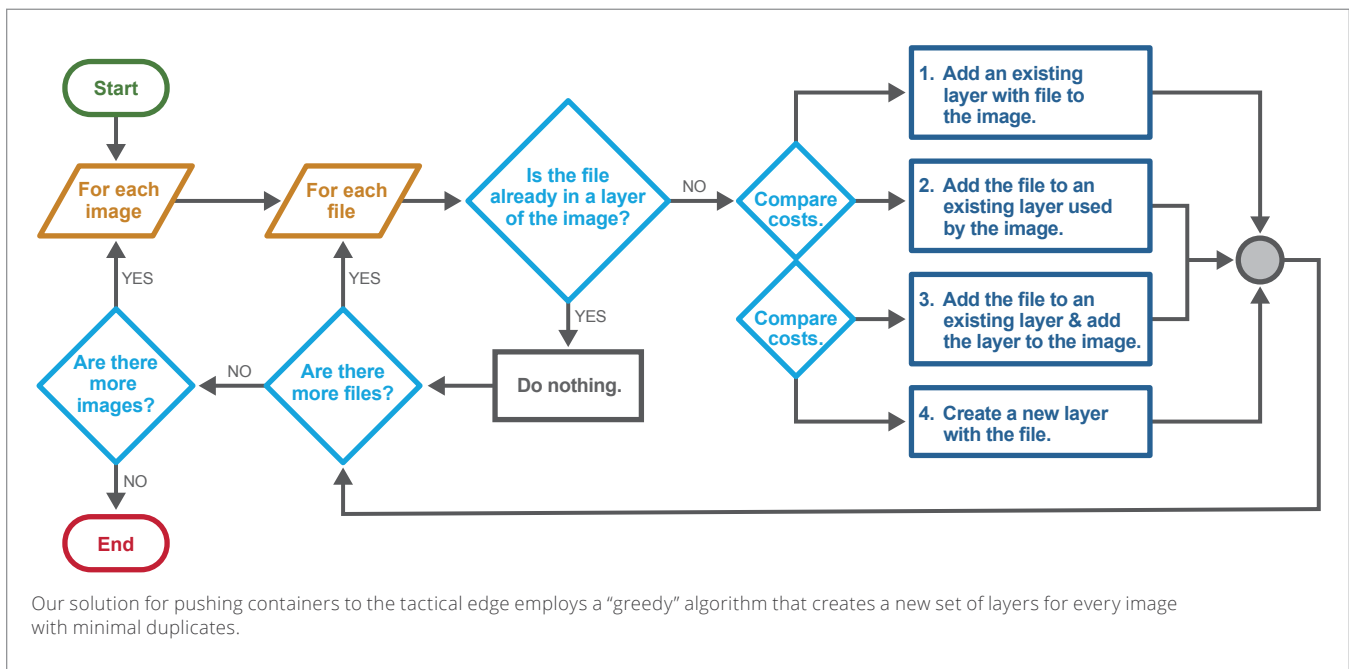 Start
For each
image
For each
file
Is the file
already in a layer
of the image?
NO
Compare
costs.
Compare
costs.
1. Add an existing
layer with file to
the image.
2. Add the file to an
existing layer used
by the image.
3. Add the file to an
existing layer & add
the layer to the image.
4. Create a new layer
with the file.
YES
YES
YES
Are there
more
images?
NO
Are there
more files?
Do nothing.
NO
End
Our solution for pushing containers to the tactical edge employs a “greedy” algorithm that creates a new set of layers for every image
with minimal duplicates.